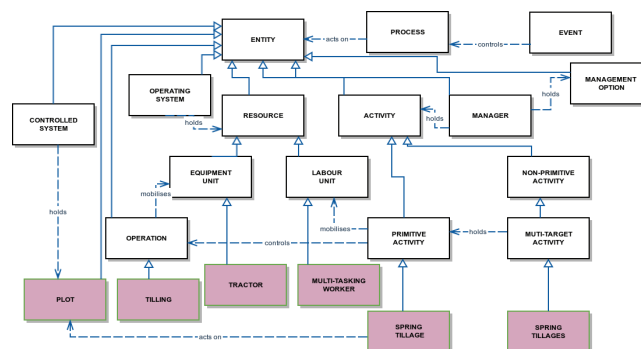 ENTITY
acts on
PROCESS
controls
EVENT
OPERATING
SYSTEM
MANAGEMENT
OPTION
holds
CONTROLLED
SYSTEM
holds
RESOURCE
ACTIVITY
holds
MANAGER
EQUIPMENT
UNIT
LABOUR
UNIT
NON-PRIMITIVE
ACTIVITY
mobilises
holds
OPERATION
controls
mobilises
PRIMITIVE
ACTIVITY
holds
MUTI-TARGET
ACTIVITY
PLOT
TILLING
TRACTOR
MULTI-TASKING
WORKER
acts on
SPRING
TILLAGE
SPRING
TILLAGES